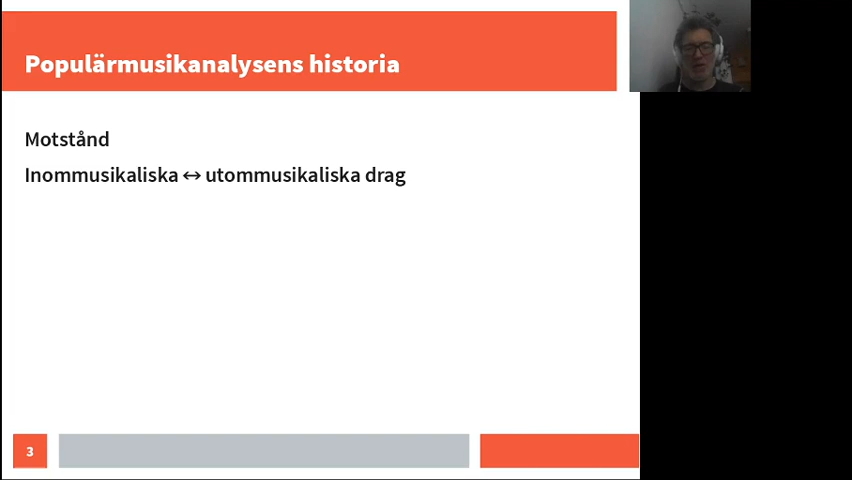 Populärmusikanalysens historia
Motstånd
Inommusikaliska ↔ utommusikaliska drag
3